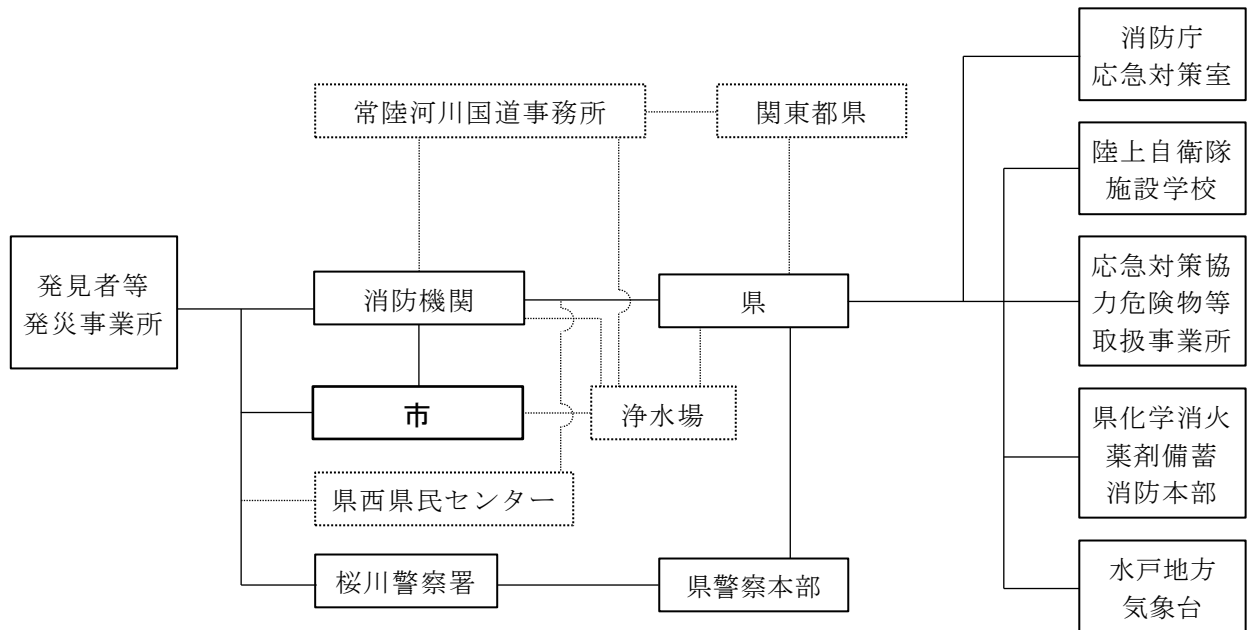 消防庁
応急対策室
常陸河川国道事務所
関東都県
陸上自衛隊
施設学校
発見者等
発災事業所
消防機関
県
応急対策協
力危険物等
取扱事業所
市
浄水場
県化学消火
薬剤備蓄
消防本部
県西県民センター
桜川警察署
県警察本部
水戸地方
気象台